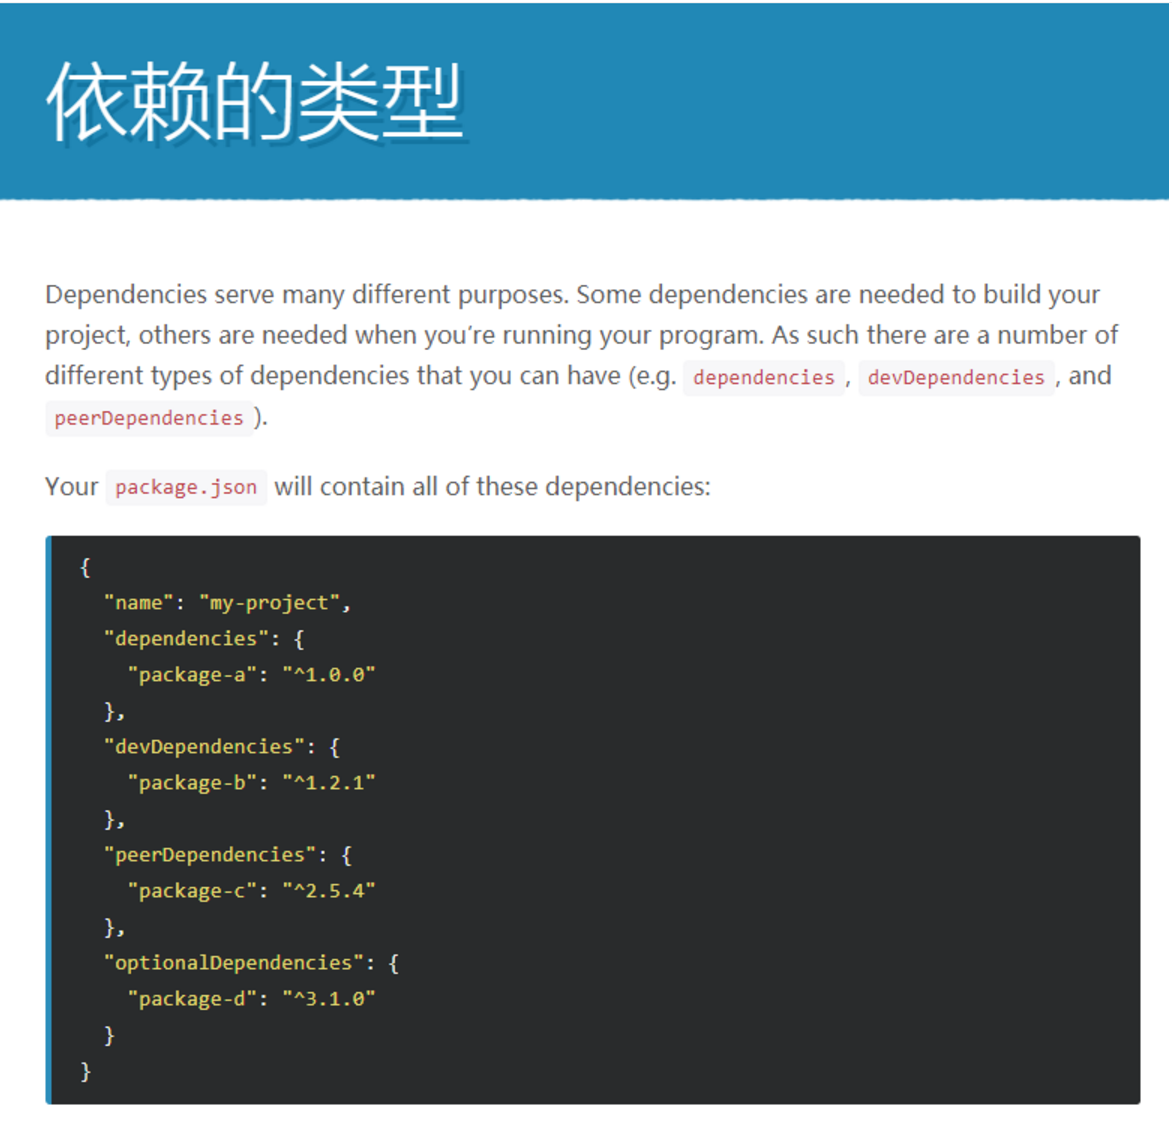 依赖的类型
Dependencies serve many different purposes. Some dependencies are needed to build your
project, others are needed when you’re running your program. As such there are a number of
different types of dependencies that you can have (e.g. dependencies, devDependencies, and
peerDependencies).
Your package.json will contain all of these dependencies:
{
  "name": "my-project",
  "dependencies": {
    "package-a": "^1.0.0"
  },
  "devDependencies": {
    "package-b": "^1.2.1"
  },
  "peerDependencies": {
    "package-c": "^2.5.4"
  },
  "optionalDependencies": {
    "package-d": "^3.1.0"
  }
}